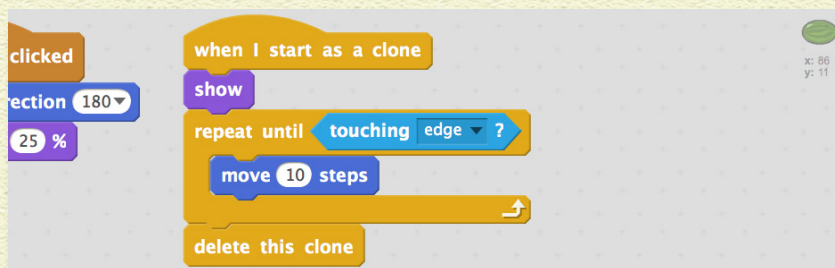 clicked
rection 180
25 %
when I start as a clone
show
repeat until touching edge ?
move 10 steps
delete this clone
x: 86
y: 11